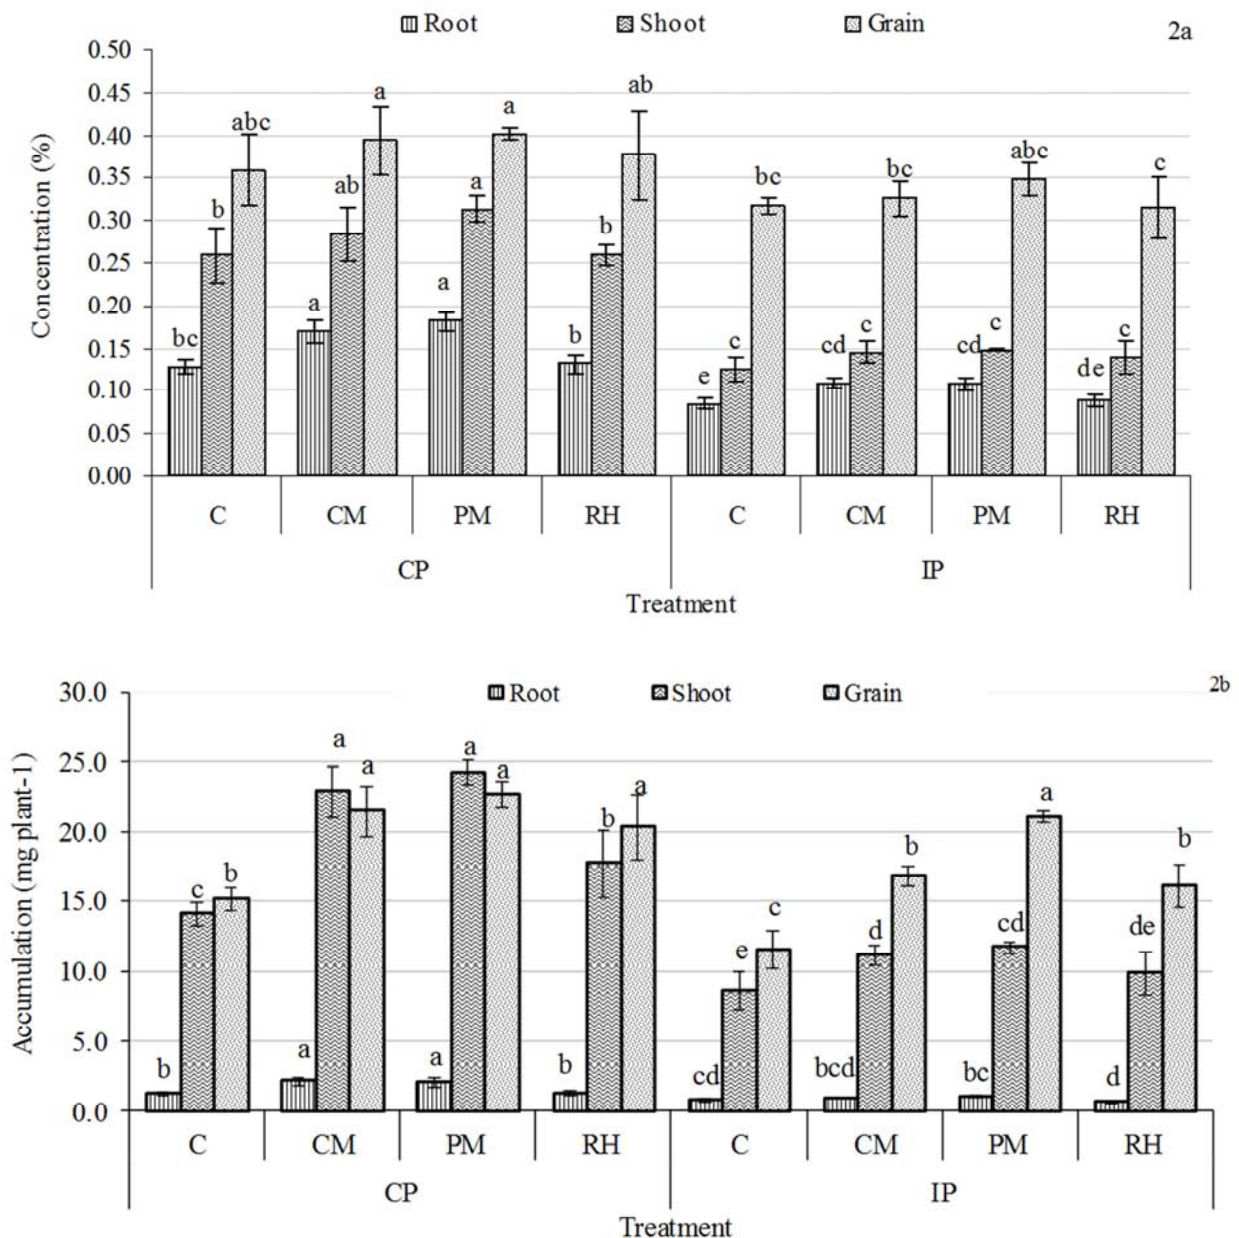 Root Shoot Grain 2a
0.50
0.45
0.40
0.35
0.30
0.25
0.20
0.15
0.10
0.05
0.00
Concentration (%)
bc b abc a ab a a a a b b ab e c bc cd c bc cd c abc de c c
C CM PM RH C CM PM RH
CP IP
Treatment
Root Shoot Grain 2b
30.0
25.0
20.0
15.0
10.0
5.0
0.0
Accumulation (mg plant-1)
b c b a a a a a a b b a cd e c bcd d b bc cd a d de b
C CM PM RH C CM PM RH
CP IP
Treatment